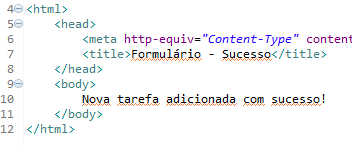 4 <html>
5 <head>
6 <meta http-equiv="Content-Type" content
7 <title>Formulário - Sucesso</title>
8 </head>
9 <body>
10 Nova tarefa adicionada com sucesso!
11 </body>
12 </html>